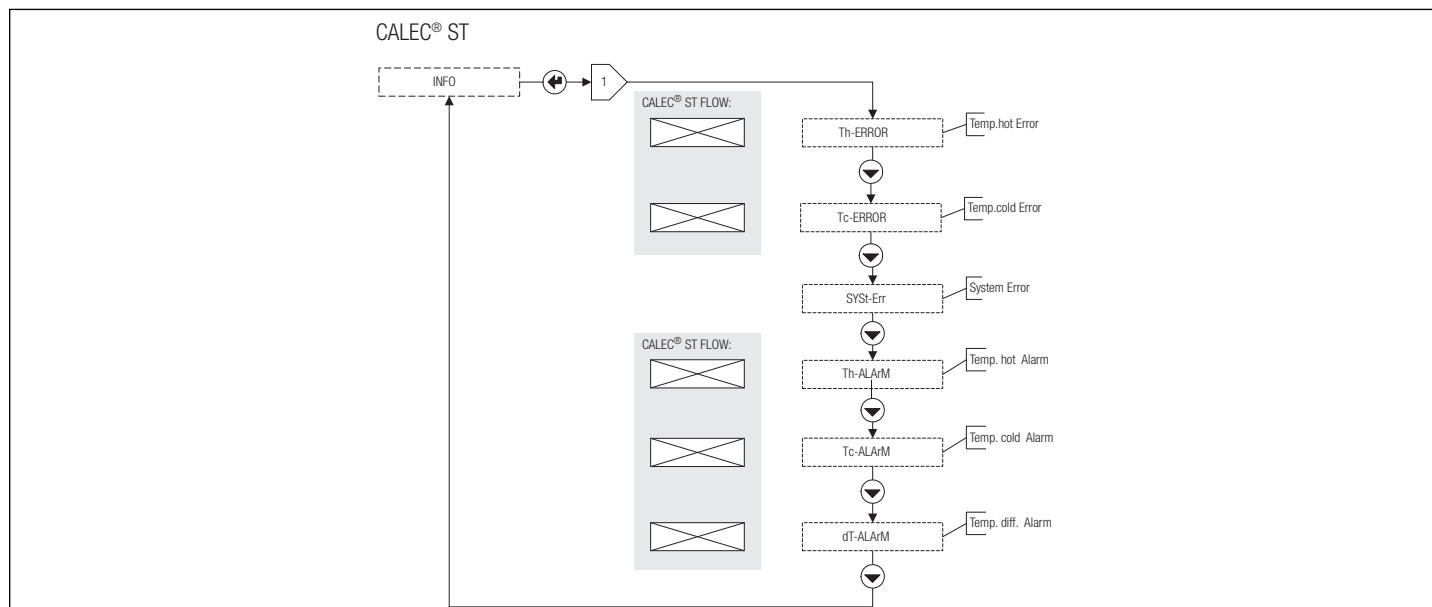 CALEC® ST
INFO
1
CALEC® ST FLOW:
Th-ERROR
Temp.hot Error
Tc-ERROR
Temp.cold Error
SYSt-Err
System Error
CALEC® ST FLOW:
Th-ALArM
Temp. hot Alarm
Tc-ALArM
Temp. cold Alarm
dT-ALArM
Temp. diff. Alarm